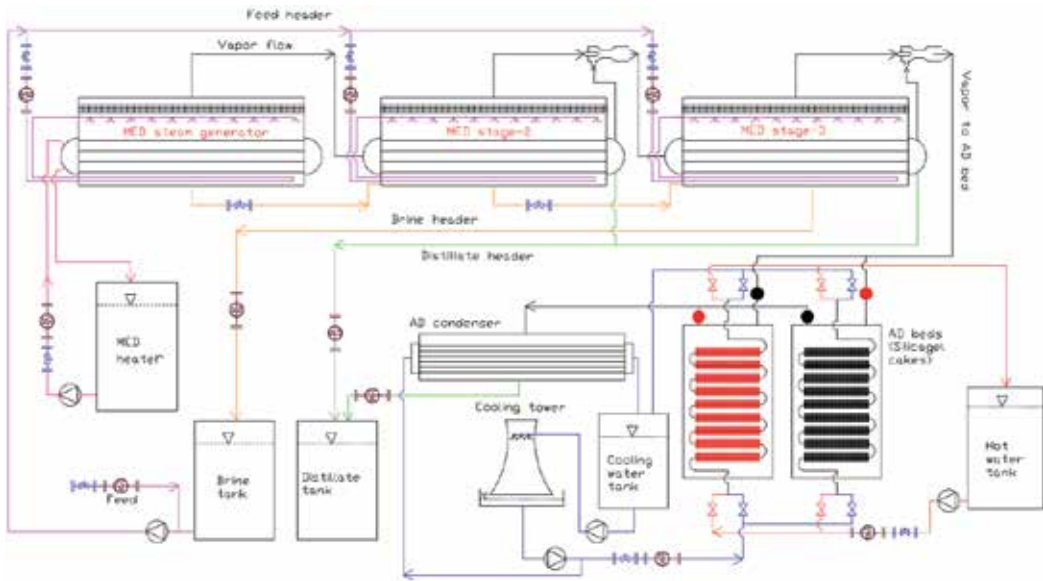 Feed header
Vapor flow
MED steam generator
MED stage-2
MED stage-3
Vapor to AD bed
Brine header
Distillate header
MED
heater
AD condenser
AD beds
(Silicagel
cakes)
Cooling tower
Cooling
water
tank
Hot
water
tank
Brine
tank
Distillate
tank
Feed